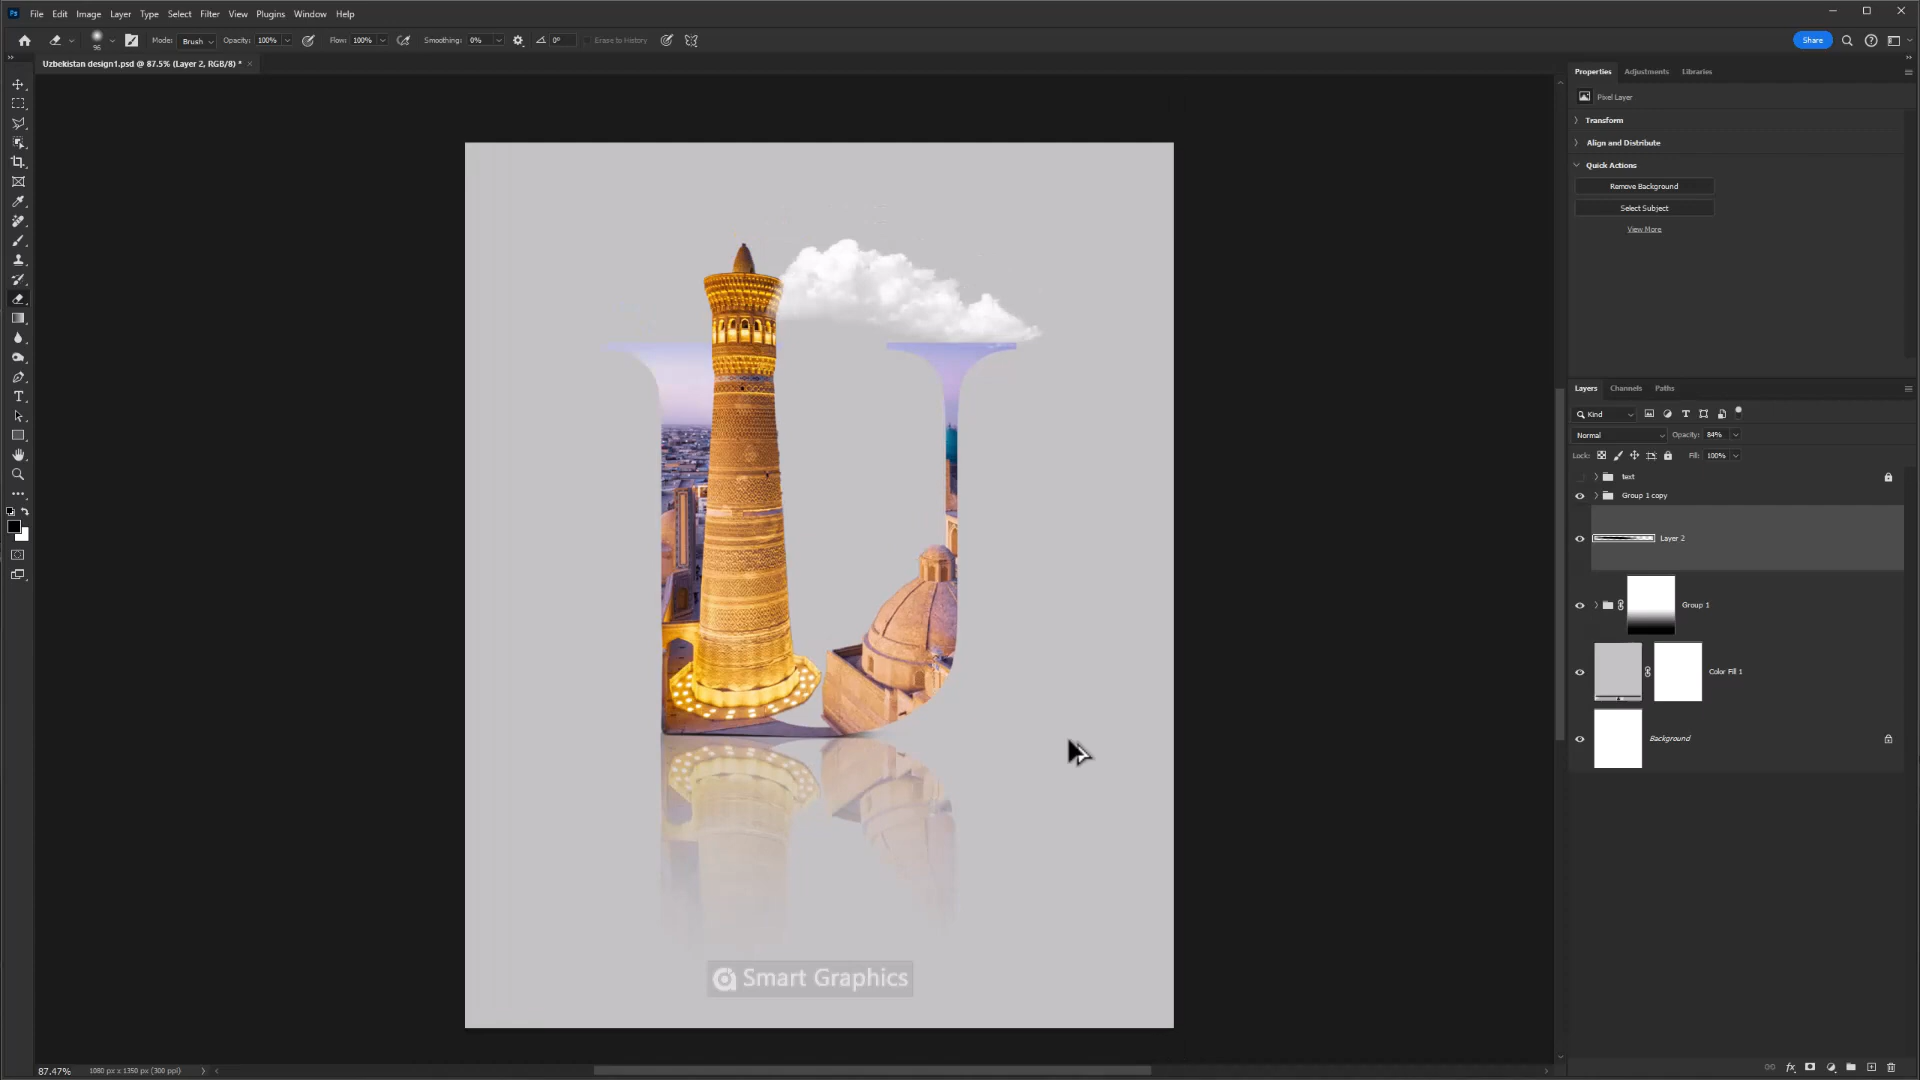 Ps File Edit Image Layer Type Select Filter View Plugins Window Help
96 Mode: Brush Opacity: 100% Flow: 100% Smoothing: 0% 0° Erase to History Share
Uzbekistan design1.psd @ 87.5% (Layer 2, RGB/8) *
Properties Adjustments Libraries
Pixel Layer
Transform
Align and Distribute
Quick Actions
Remove Background
Select Subject
View More
Layers Channels Paths
Kind
Normal Opacity: 84%
Lock: Fill: 100%
text
Group 1 copy
Layer 2
Group 1
Color Fill 1
Background
Smart Graphics
87.47% 1080 px x 1350 px (300 ppi)
fx